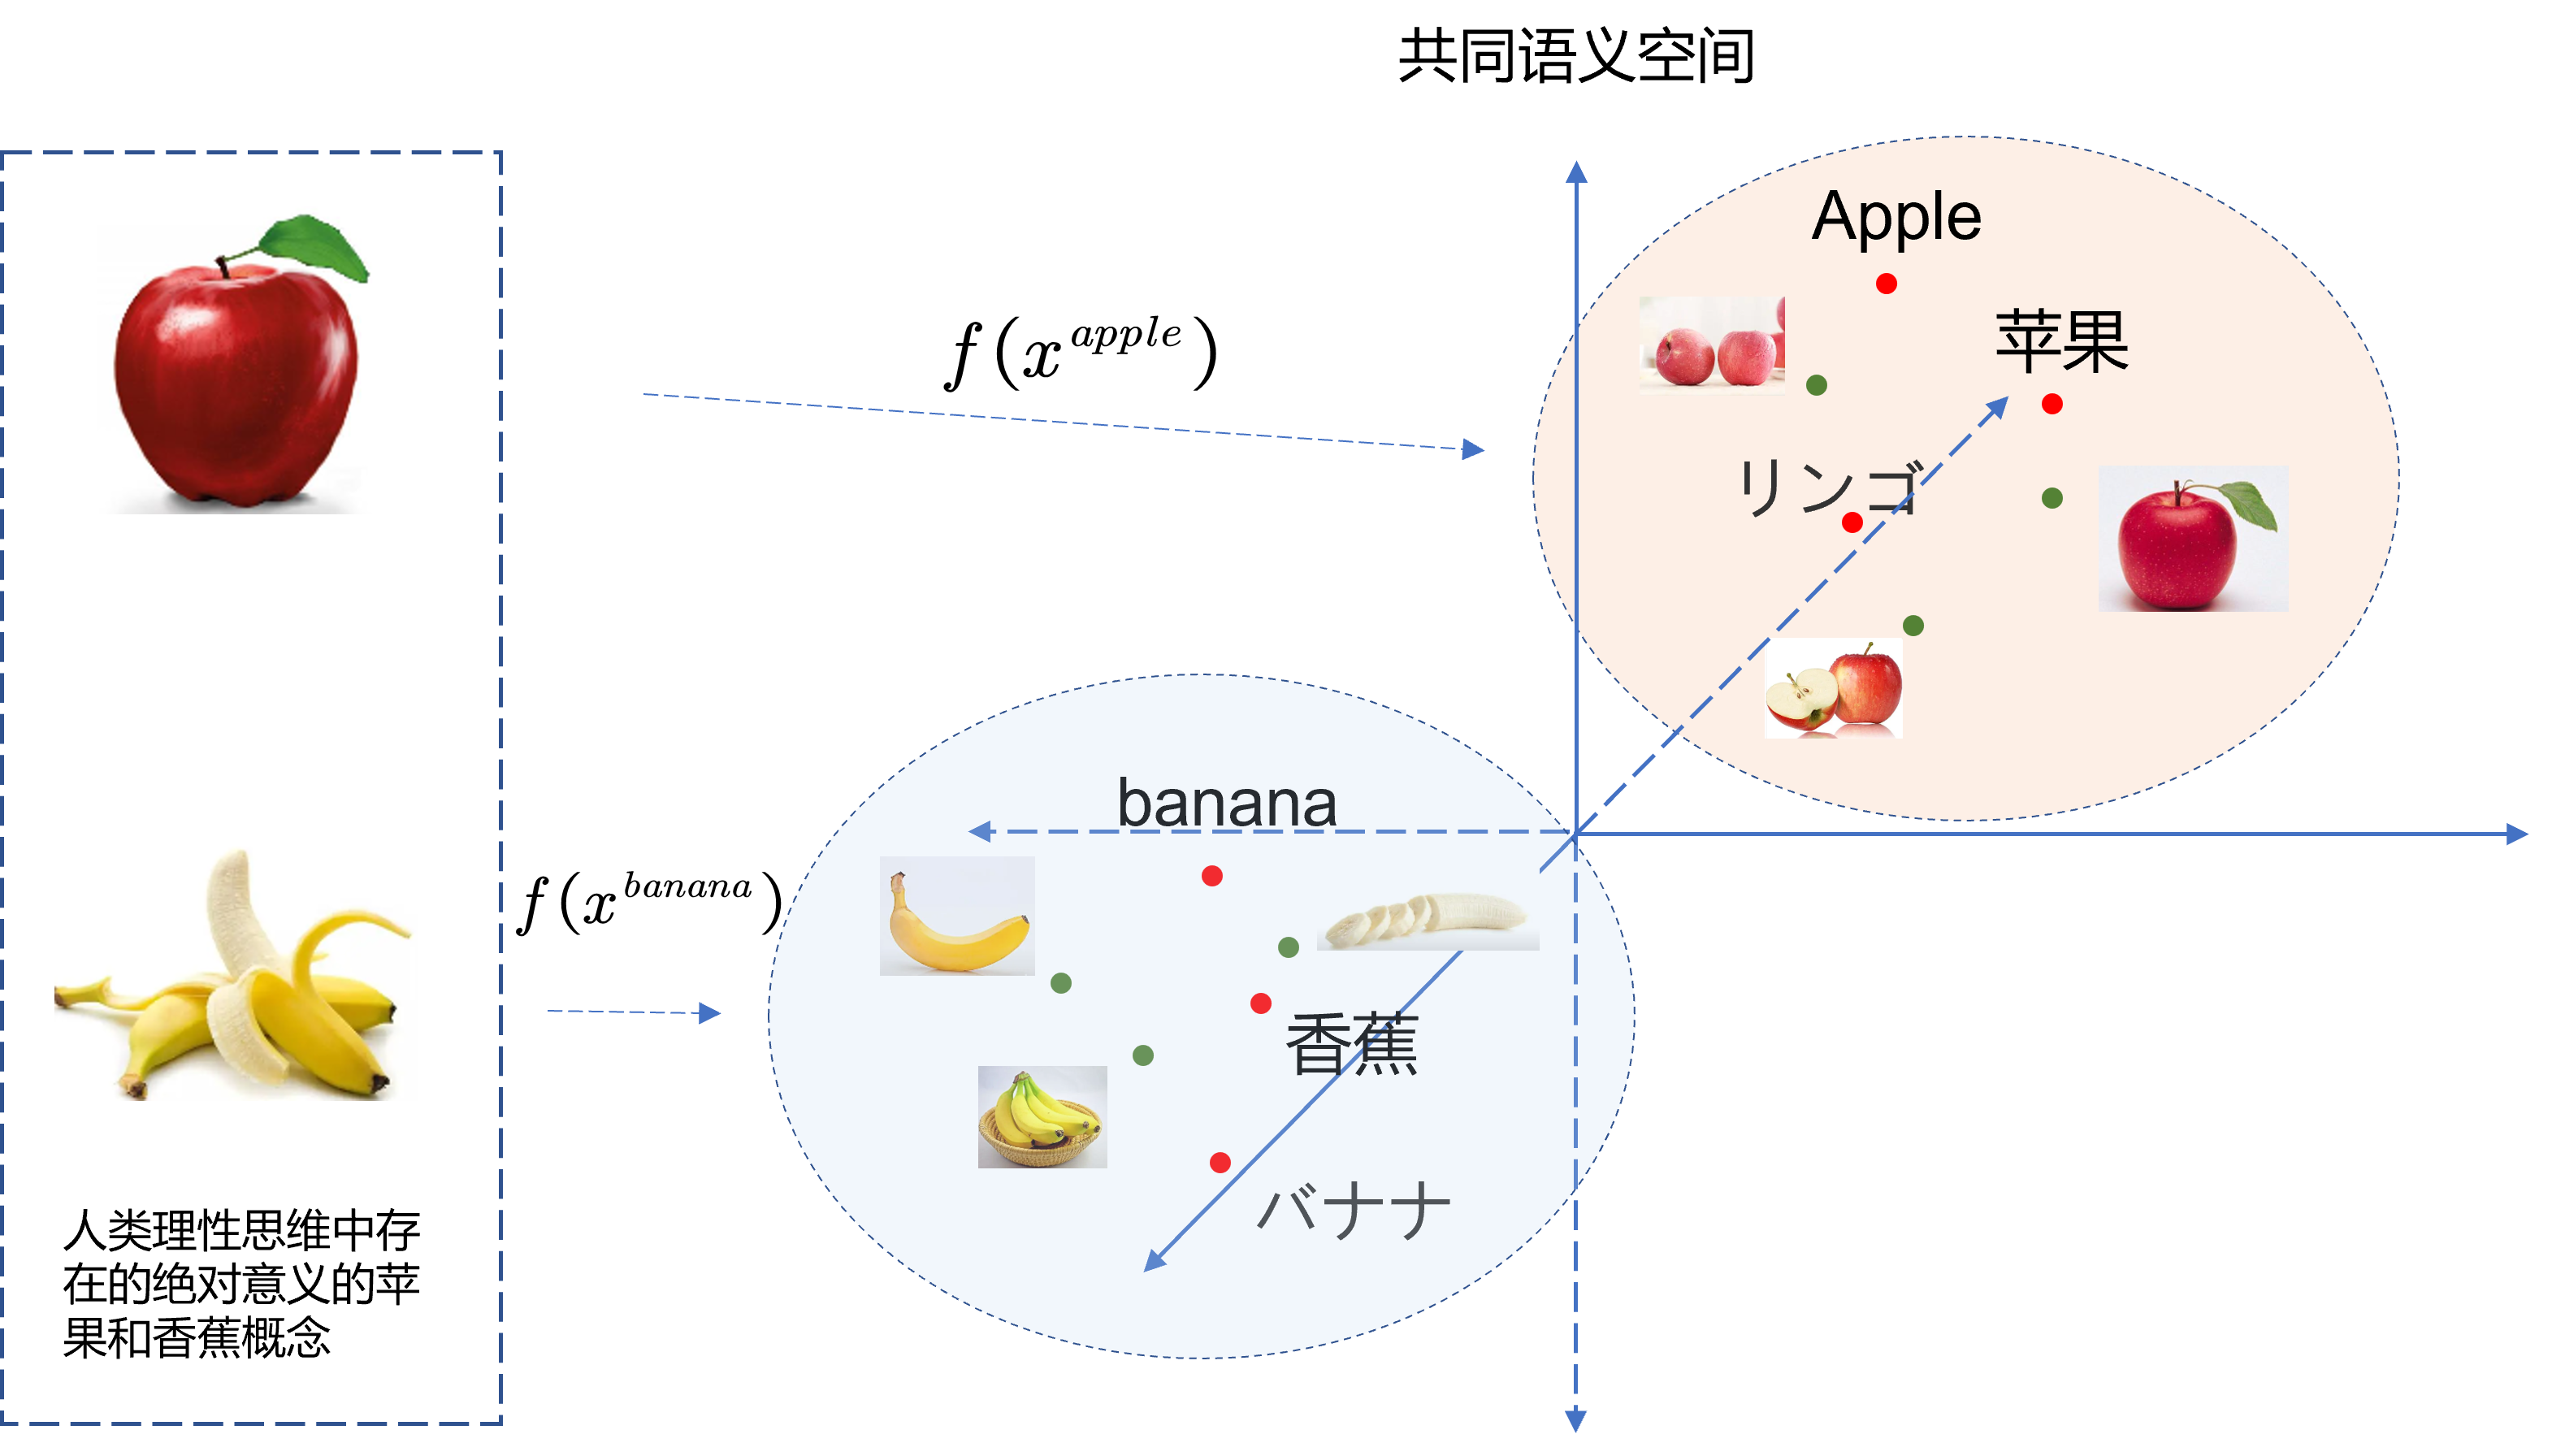 共同语义空间
Apple
f(x^{apple})
苹果
リンゴ
banana
f(x^{banana})
香蕉
バナナ
人类理性思维中存
在的绝对意义的苹
果和香蕉概念